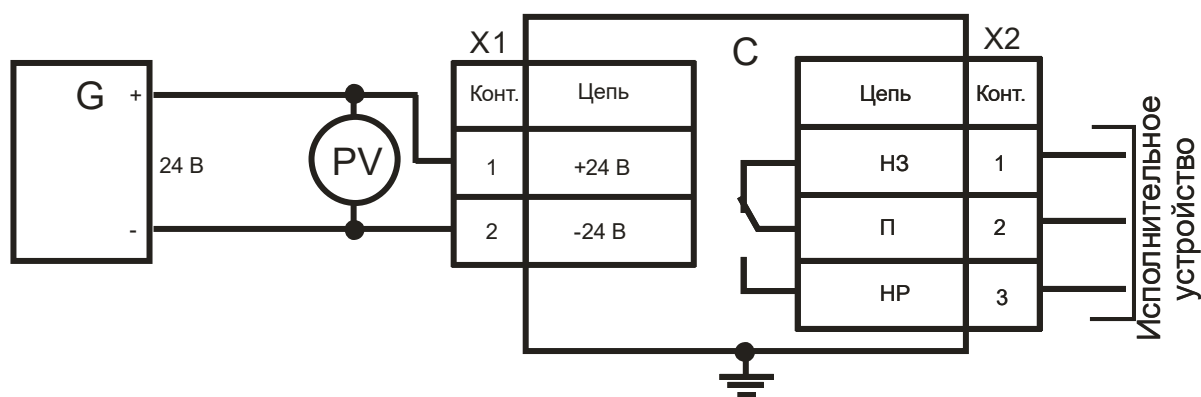 G
+
-
24 В
PV
X1
Конт.
Цепь
1
+24 В
2
-24 В
C
X2
Цепь
Конт.
НЗ
1
П
2
НР
3
Исполнительное
устройство